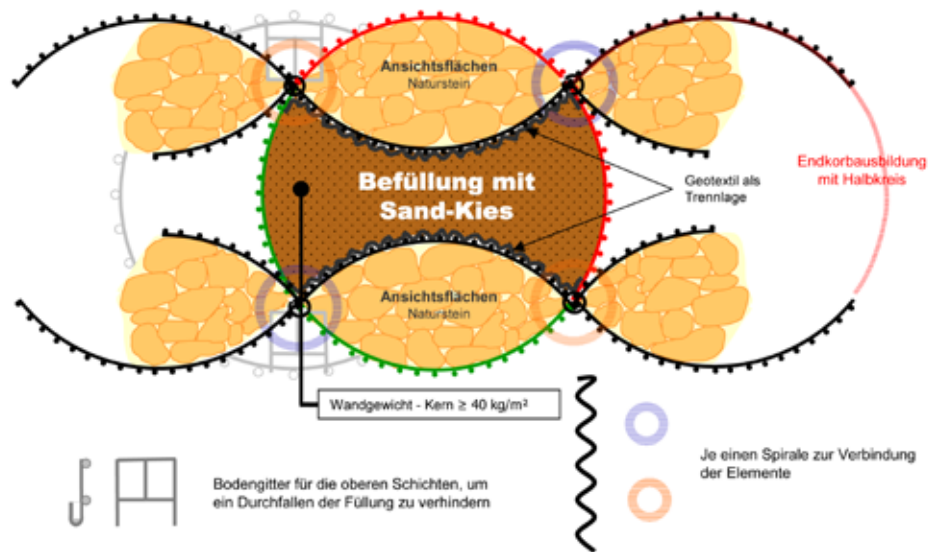 Ansichtsflächen
Naturstein
Endkorbausbildung
mit Halbkreis
Geotextil als
Trennlage
Befüllung mit
Sand-Kies
Ansichtsflächen
Naturstein
Wandgewicht - Kern ≥ 40 kg/m²
Bodengitter für die oberen Schichten, um
ein Durchfallen der Füllung zu verhindern
Je einen Spirale zur Verbindung
der Elemente